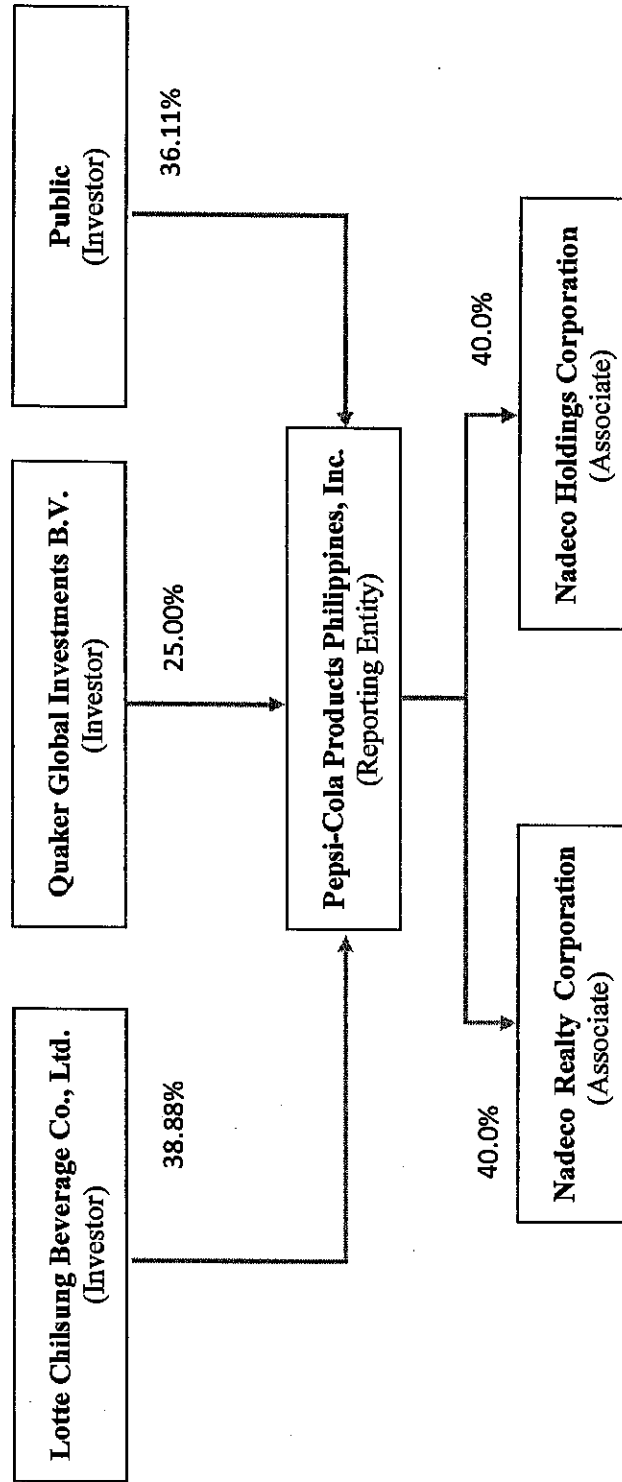 Lotte Chilsung Beverage Co., Ltd.
(Investor)
Quaker Global Investments B.V.
(Investor)
Public
(Investor)
38.88%
25.00%
36.11%
Pepsi-Cola Products Philippines, Inc.
(Reporting Entity)
40.0%
40.0%
Nadeco Realty Corporation
(Associate)
Nadeco Holdings Corporation
(Associate)